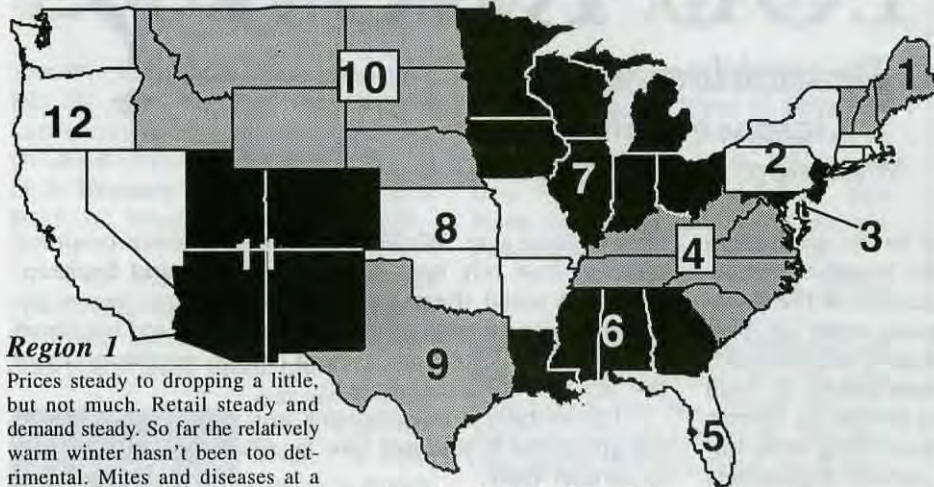 10
1
12
2
7
8
3
4
11
6
9
5
Region 1
Prices steady to dropping a little,
but not much. Retail steady and
demand steady. So far the relatively
warm winter hasn't been too det-
rimental. Mites and diseases at a